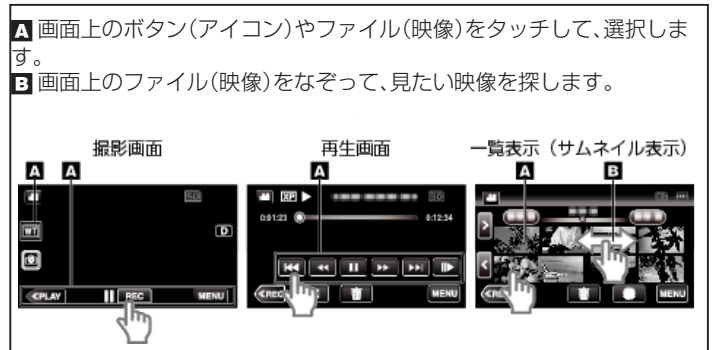 A 画面上のボタン(アイコン)やファイル(映像)をタッチして、選択しま
す。
B 画面上のファイル(映像)をなぞって、見たい映像を探します。
撮影画面
再生画面
一覧表示（サムネイル表示）
A A
A
A B
SD
WT
D
≪PLAY
REC
MENU
XP
SD
0:01:23
0:12:34
≪REC
MENU
MENU